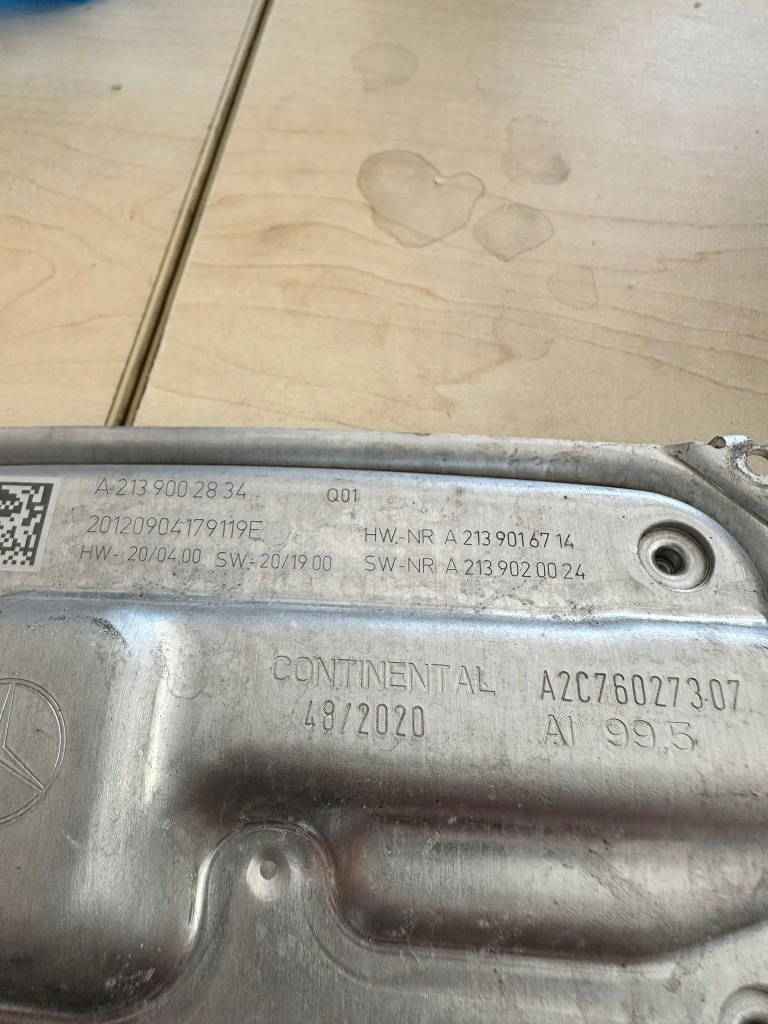 A 213 900 28 34 Q01
20120904179119E HW.-NR A 213 901 67 14
HW- 20/04.00 SW.- 20/19.00 SW-NR A 213 902 00 24
CONTINENTAL A2C76027307
48/2020 Al 99,5